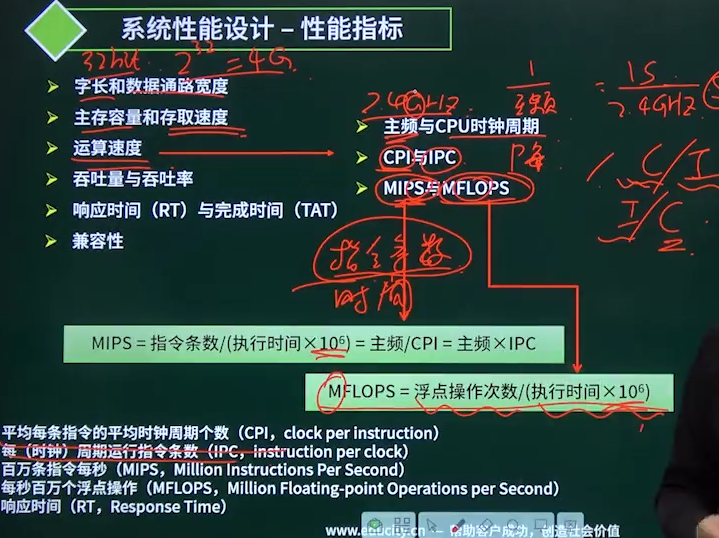 系统性能设计 – 性能指标
32bit 2³² = 4G
字长和数据通路宽度
主存容量和存取速度
运算速度
吞吐量与吞吐率
响应时间（RT）与完成时间（TAT）
兼容性
2.4GHZ
1
主频
= 1S
2.4GHZ
主频与CPU时钟周期
CPI与IPC
MIPS与MFLOPS
C/I
I/C
指令条数
时间
MIPS = 指令条数/(执行时间×10⁶) = 主频/CPI = 主频×IPC
MFLOPS = 浮点操作次数/(执行时间×10⁶)
平均每条指令的平均时钟周期个数（CPI，clock per instruction）
每（时钟）周期运行指令条数（IPC，Instruction per clock）
百万条指令每秒（MIPS，Million Instructions Per Second）
每秒百万个浮点操作（MFLOPS，Million Floating-point Operations per Second）
响应时间（RT，Response Time）
www.educity.cn – 帮助客户成功，创造社会价值